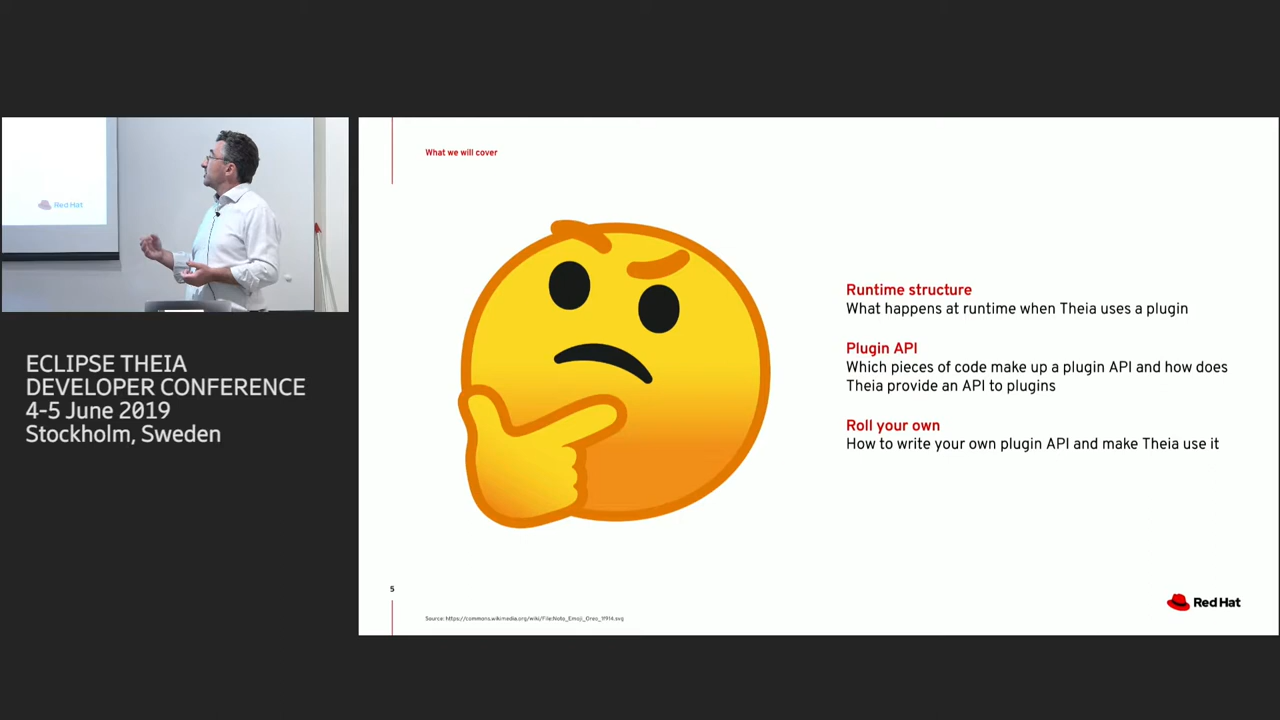 Red Hat
ECLIPSE THEIA
DEVELOPER CONFERENCE
4-5 June 2019
Stockholm, Sweden
What we will cover
Runtime structure
What happens at runtime when Theia uses a plugin
Plugin API
Which pieces of code make up a plugin API and how does
Theia provide an API to plugins
Roll your own
How to write your own plugin API and make Theia use it
5
Source: https://commons.wikimedia.org/wiki/File:Noto_Emoji_Oreo_1f914.svg
Red Hat